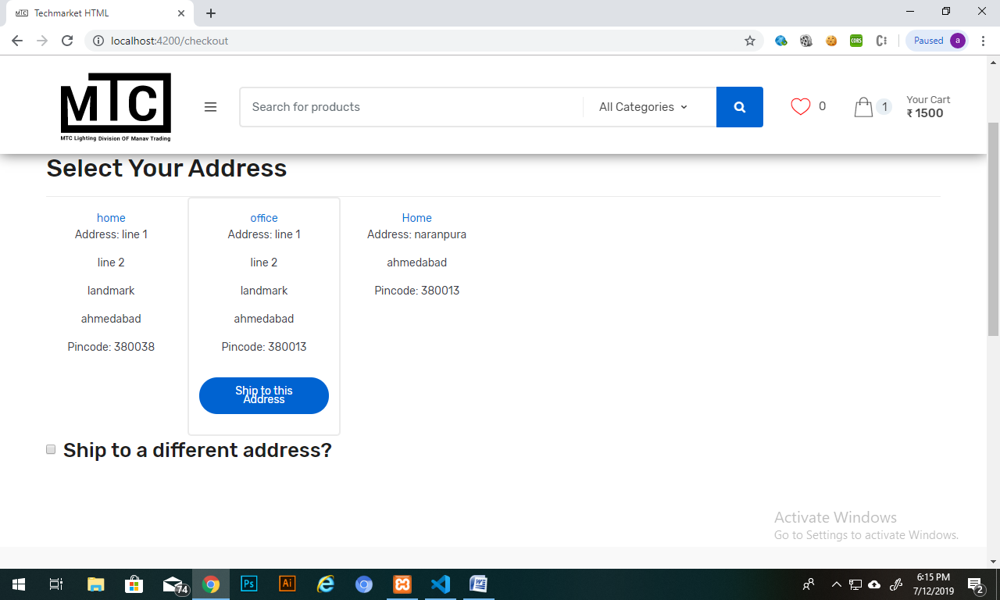 Techmarket HTML
localhost:4200/checkout
CORS
Paused
a
MTC
MTC Lighting Division OF Manav Trading
Search for products
All Categories
0
1
Your Cart
₹ 1500
Select Your Address
home
Address: line 1
line 2
landmark
ahmedabad
Pincode: 380038
office
Address: line 1
line 2
landmark
ahmedabad
Pincode: 380013
Ship to this
Address
Home
Address: naranpura
ahmedabad
Pincode: 380013
Ship to a different address?
Activate Windows
Go to Settings to activate Windows.
74
Ps
Ai
6:15 PM
7/12/2019
2